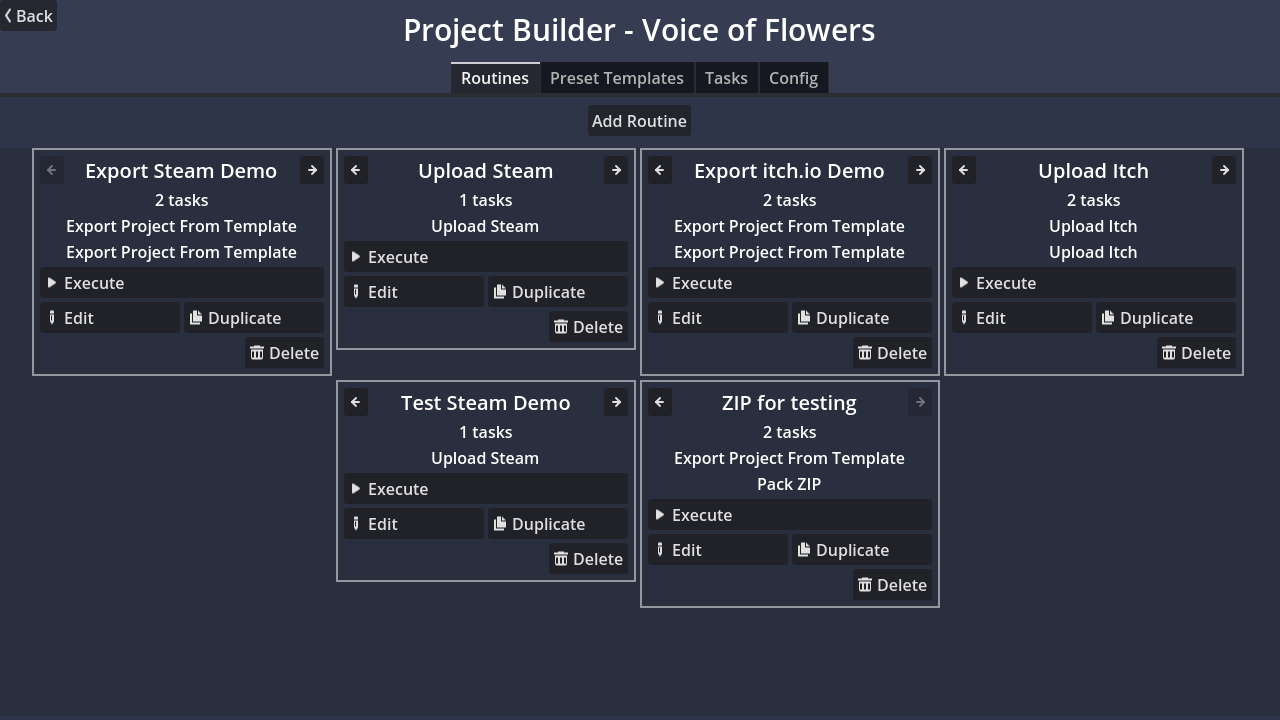 Back
Project Builder - Voice of Flowers
Routines Preset Templates Tasks Config
Add Routine
Export Steam Demo
2 tasks
Export Project From Template
Export Project From Template
Execute
Edit Duplicate
Delete
Upload Steam
1 tasks
Upload Steam
Execute
Edit Duplicate
Delete
Export itch.io Demo
2 tasks
Export Project From Template
Export Project From Template
Execute
Edit Duplicate
Delete
Upload Itch
2 tasks
Upload Itch
Upload Itch
Execute
Edit Duplicate
Delete
Test Steam Demo
1 tasks
Upload Steam
Execute
Edit Duplicate
Delete
ZIP for testing
2 tasks
Export Project From Template
Pack ZIP
Execute
Edit Duplicate
Delete